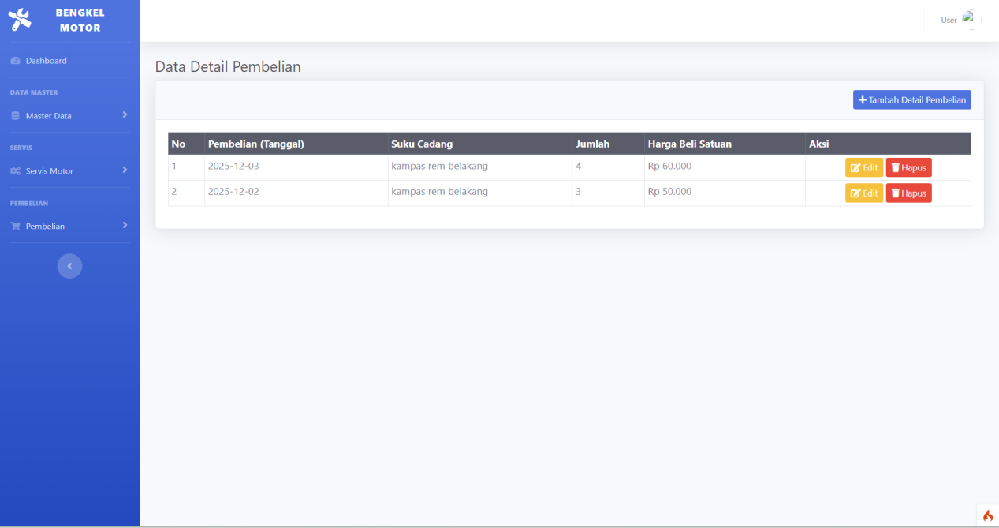 BENGKEL
MOTOR
User
Dashboard
DATA MASTER
Master Data
SERVIS
Servis Motor
PEMBELIAN
Pembelian
Data Detail Pembelian
Tambah Detail Pembelian
No Pembelian (Tanggal) Suku Cadang Jumlah Harga Beli Satuan Aksi
1 2025-12-03 kampas rem belakang 4 Rp 60.000 Edit Hapus
2 2025-12-02 kampas rem belakang 3 Rp 50.000 Edit Hapus